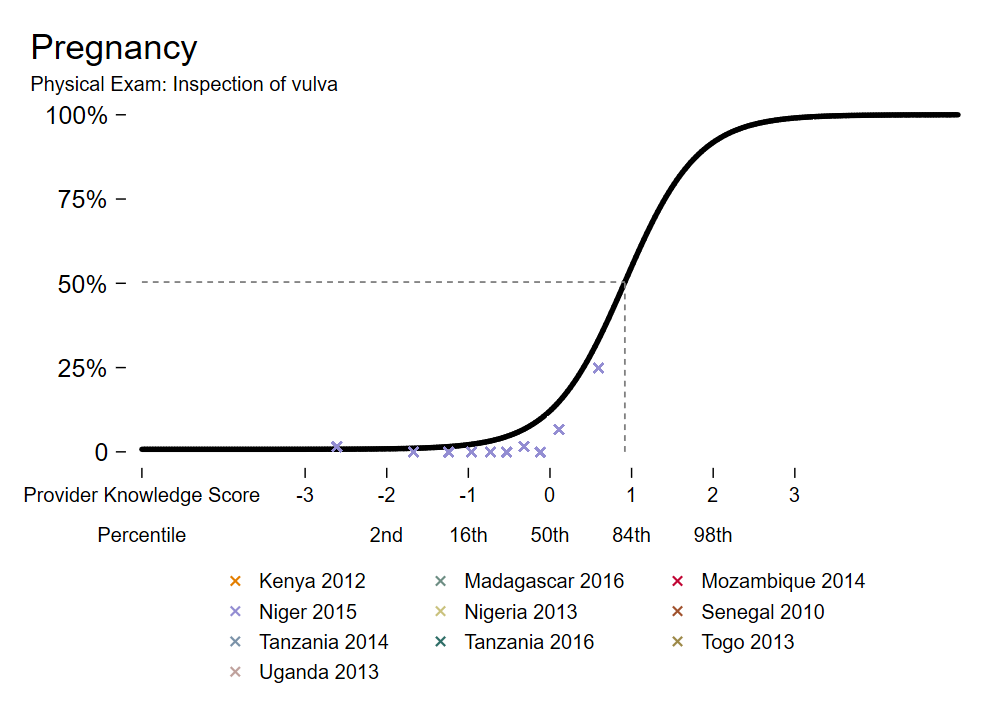 Pregnancy
Physical Exam: Inspection of vulva
100%
75%
50%
25%
0
Provider Knowledge Score -3 -2 -1 0 1 2 3
Percentile 2nd 16th 50th 84th 98th
Kenya 2012 Madagascar 2016 Mozambique 2014
Niger 2015 Nigeria 2013 Senegal 2010
Tanzania 2014 Tanzania 2016 Togo 2013
Uganda 2013